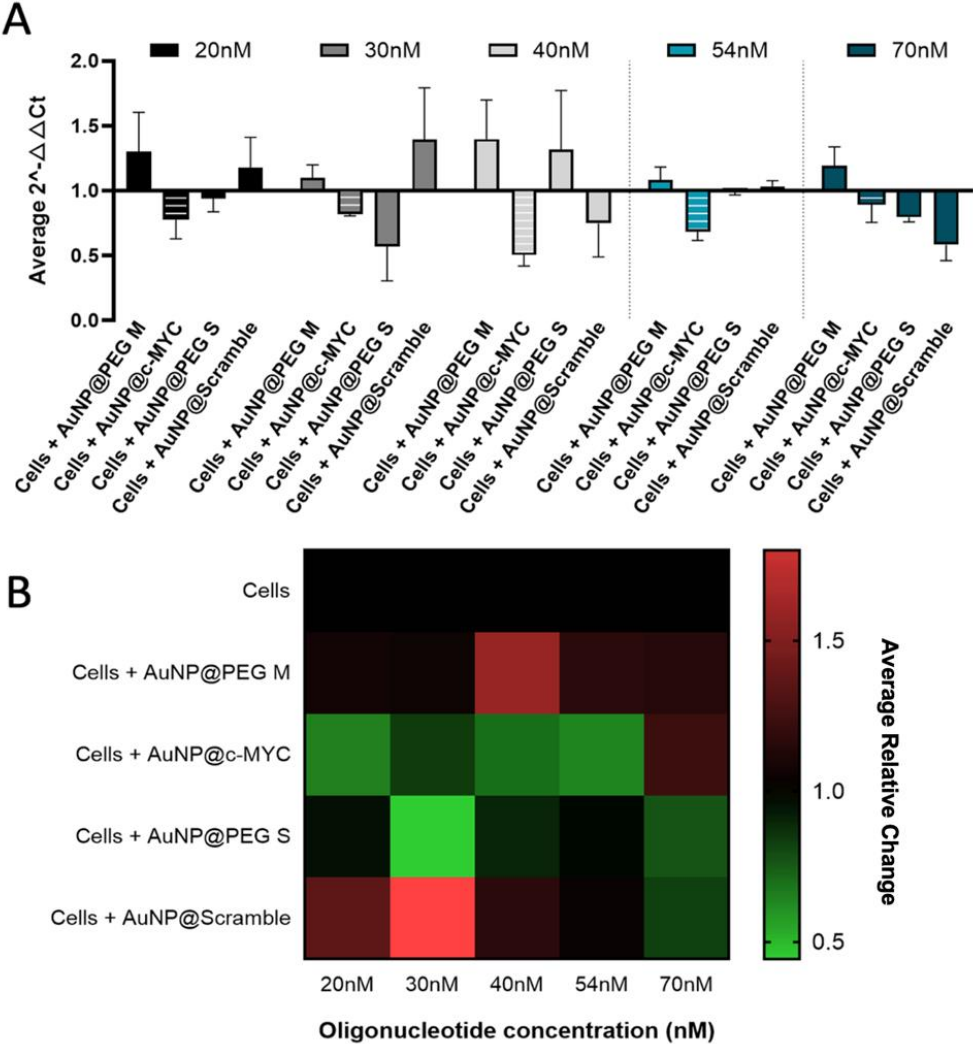 A
20nM 30nM 40nM 54nM 70nM
Average 2^-△△Ct
2.0
1.5
1.0
0.5
0.0
Cells + AuNP@PEG M
Cells + AuNP@c-MYC
Cells + AuNP@PEG S
Cells + AuNP@Scramble
Cells + AuNP@PEG M
Cells + AuNP@c-MYC
Cells + AuNP@PEG S
Cells + AuNP@Scramble
Cells + AuNP@PEG M
Cells + AuNP@c-MYC
Cells + AuNP@PEG S
Cells + AuNP@Scramble
Cells + AuNP@PEG M
Cells + AuNP@c-MYC
Cells + AuNP@PEG S
Cells + AuNP@Scramble
Cells + AuNP@PEG M
Cells + AuNP@c-MYC
Cells + AuNP@PEG S
Cells + AuNP@Scramble
B
Cells
Cells + AuNP@PEG M
Cells + AuNP@c-MYC
Cells + AuNP@PEG S
Cells + AuNP@Scramble
20nM 30nM 40nM 54nM 70nM
Oligonucleotide concentration (nM)
1.5
1.0
0.5
Average Relative Change